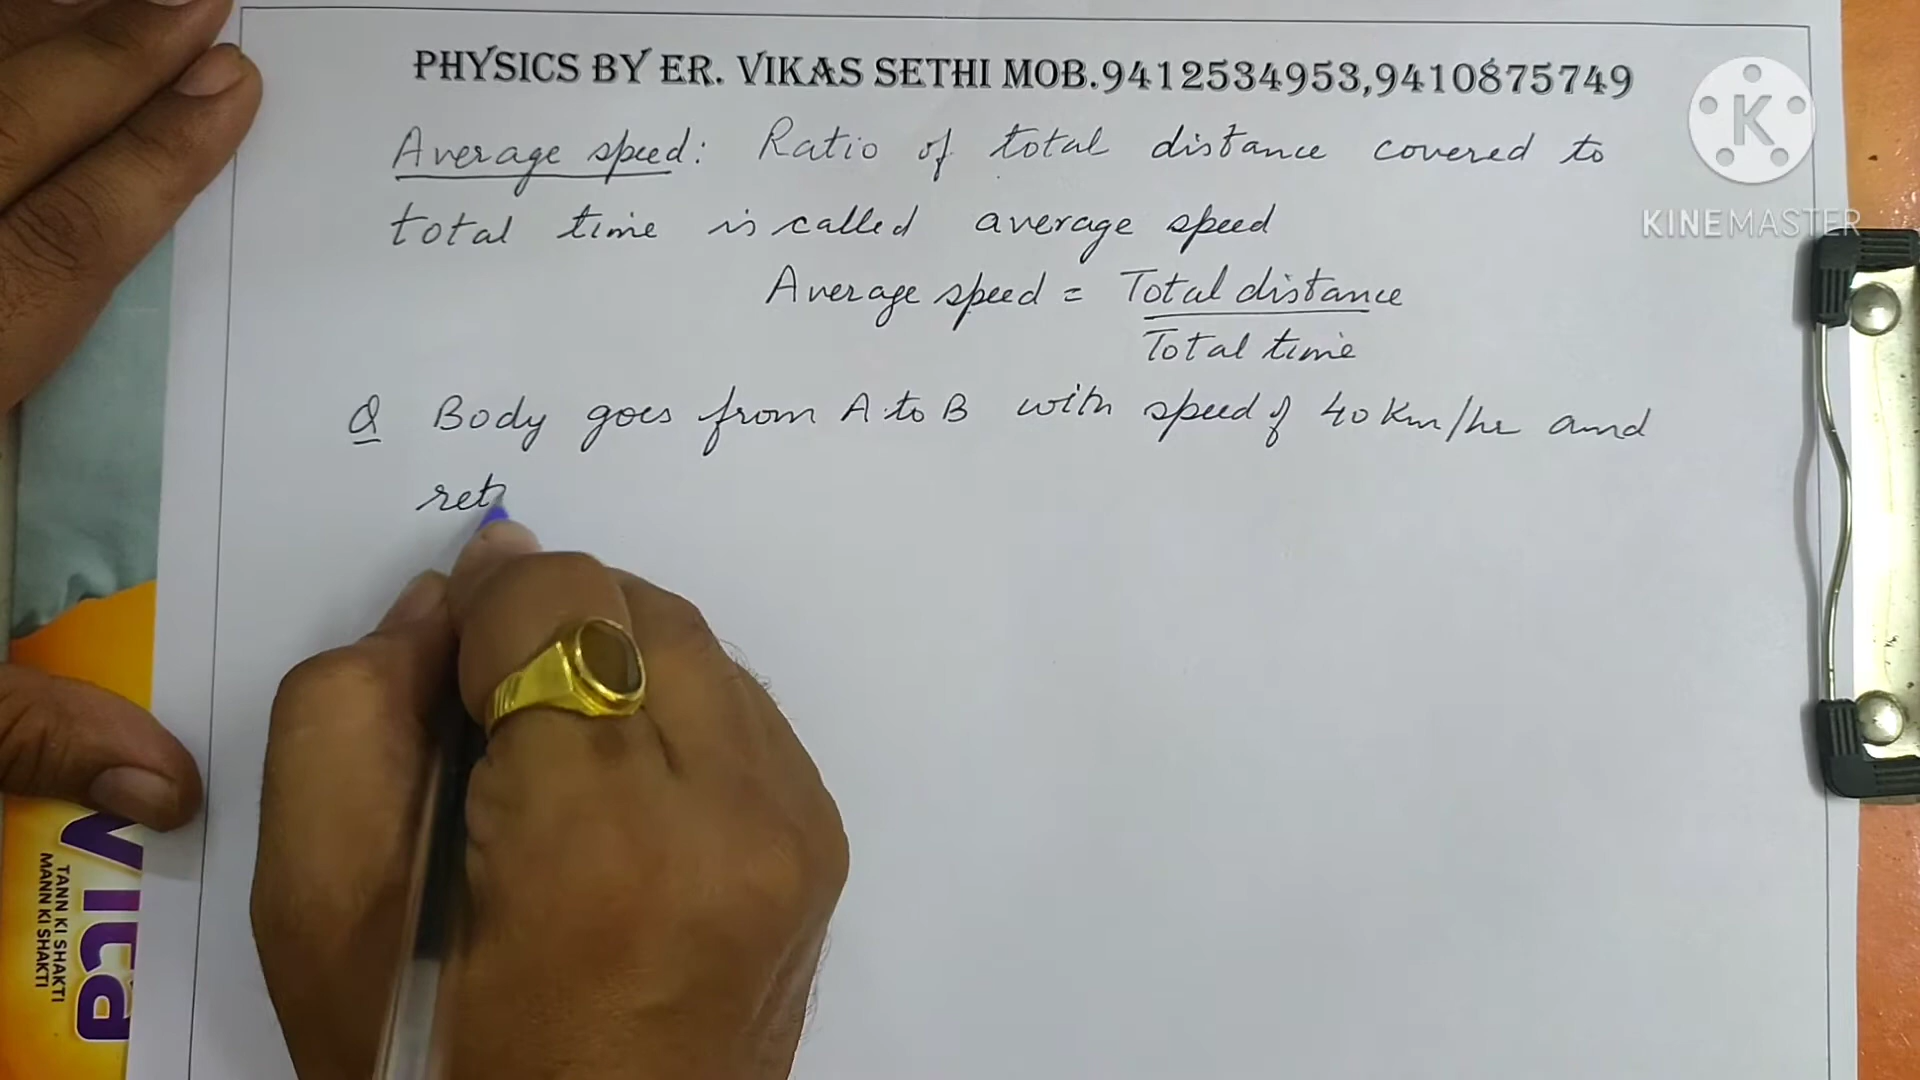 PHYSICS BY ER. VIKAS SETHI MOB.9412534953,9410875749
K
KINEMASTER
Average speed: Ratio of total distance covered to
total time is called average speed
Average speed = Total distance
Total time
Q Body goes from A to B with speed of 40 Km/hr and
ret
Vita
TANN KI SHAKTI
MANN KI SHAKTI